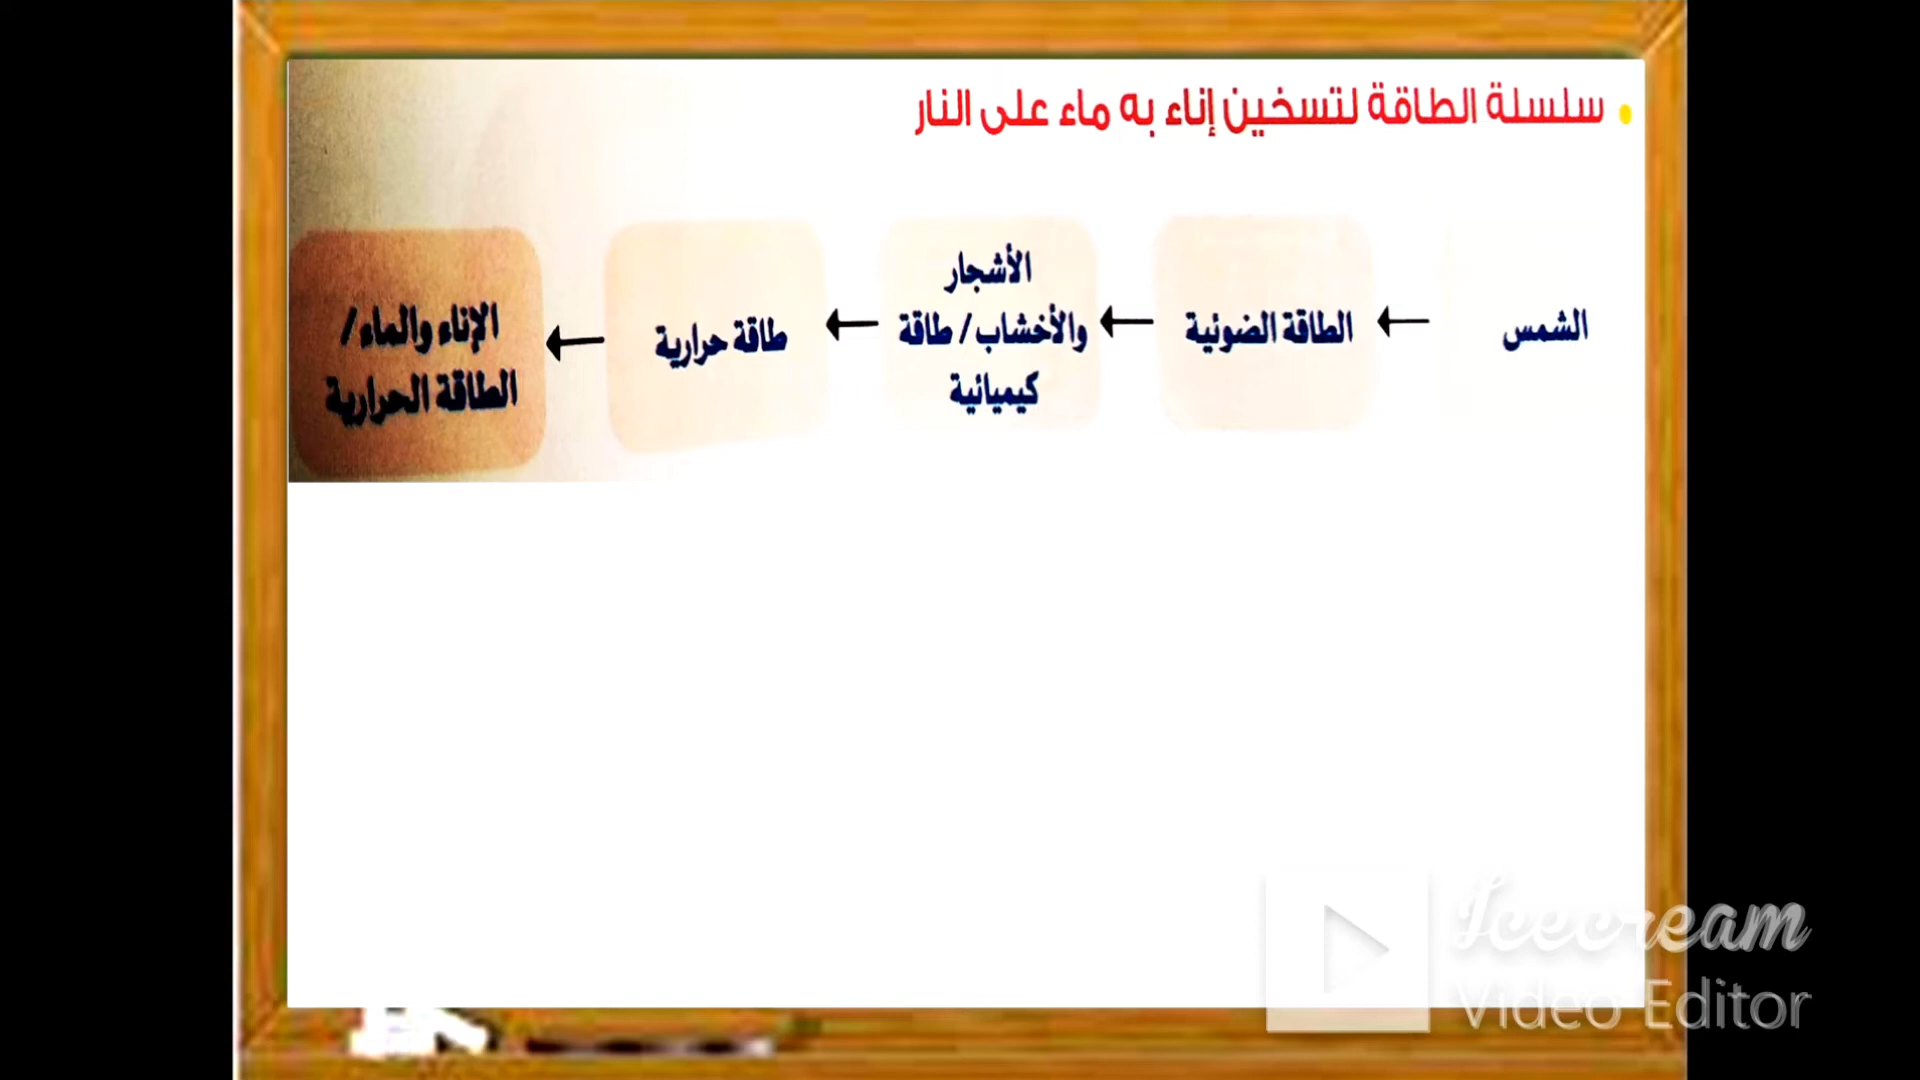 • سلسلة الطاقة لتسخين إناء به ماء على النار
الشمس
←
الطاقة الضوئية
←
الأشجار
والأخشاب / طاقة
كيميائية
←
طاقة حرارية
←
الإناء والماء /
الطاقة الحرارية
Icecream
Video Editor